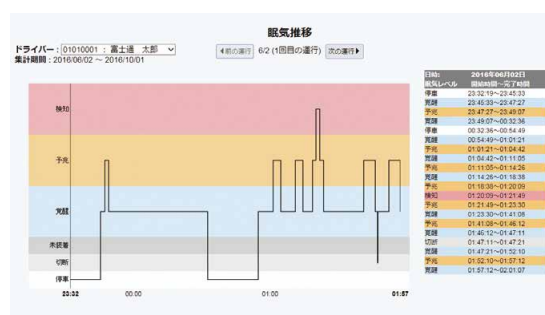 眠気推移
ドライバー : 01010001 : 富士通 太郎
集計期間 : 2016/06/02 ～ 2016/10/01
前の運行 6/2 (1回目の運行) 次の運行
検知
予兆
覚醒
未装着
切断
停車
23:32 00:00 01:00 01:57
日時: 2016年06月02日
眠気レベル 開始時間～完了時間
停車 23:32:19～23:45:33
覚醒 23:45:33～23:47:27
予兆 23:47:27～23:49:07
覚醒 23:49:07～00:32:36
停車 00:32:36～00:54:49
覚醒 00:54:49～01:01:21
予兆 01:01:21～01:04:42
覚醒 01:04:42～01:11:05
予兆 01:11:05～01:14:26
覚醒 01:14:26～01:18:38
予兆 01:18:38～01:20:09
検知 01:20:09～01:21:49
予兆 01:21:49～01:23:30
覚醒 01:23:30～01:41:08
予兆 01:41:08～01:46:12
覚醒 01:46:12～01:47:11
切断 01:47:11～01:47:21
覚醒 01:47:21～01:52:10
予兆 01:52:10～01:57:12
覚醒 01:57:12～02:01:07